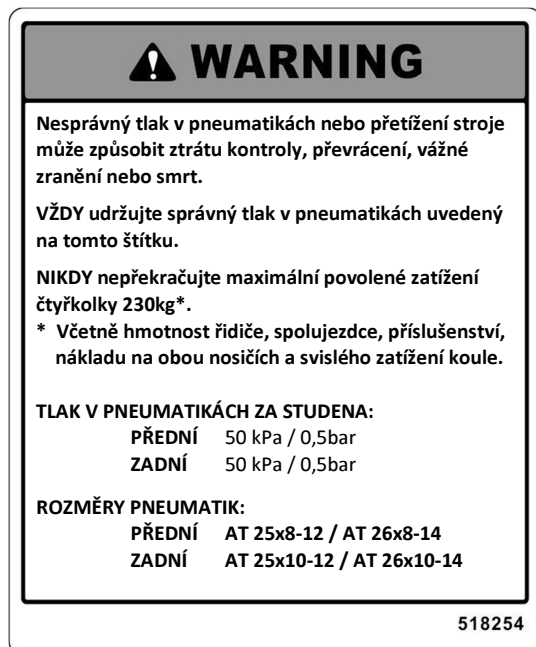 WARNING
Nesprávný tlak v pneumatikách nebo přetížení stroje
může způsobit ztrátu kontroly, převrácení, vážné
zranění nebo smrt.
VŽDY udržujte správný tlak v pneumatikách uvedený
na tomto štítku.
NIKDY nepřekračujte maximální povolené zatížení
čtyřkolky 230kg*.
* Včetně hmotnost řidiče, spolujezdce, příslušenství,
nákladu na obou nosičích a svislého zatížení koule.
TLAK V PNEUMATIKÁCH ZA STUDENA:
PŘEDNÍ 50 kPa / 0,5bar
ZADNÍ 50 kPa / 0,5bar
ROZMĚRY PNEUMATIK:
PŘEDNÍ AT 25x8-12 / AT 26x8-14
ZADNÍ AT 25x10-12 / AT 26x10-14
518254